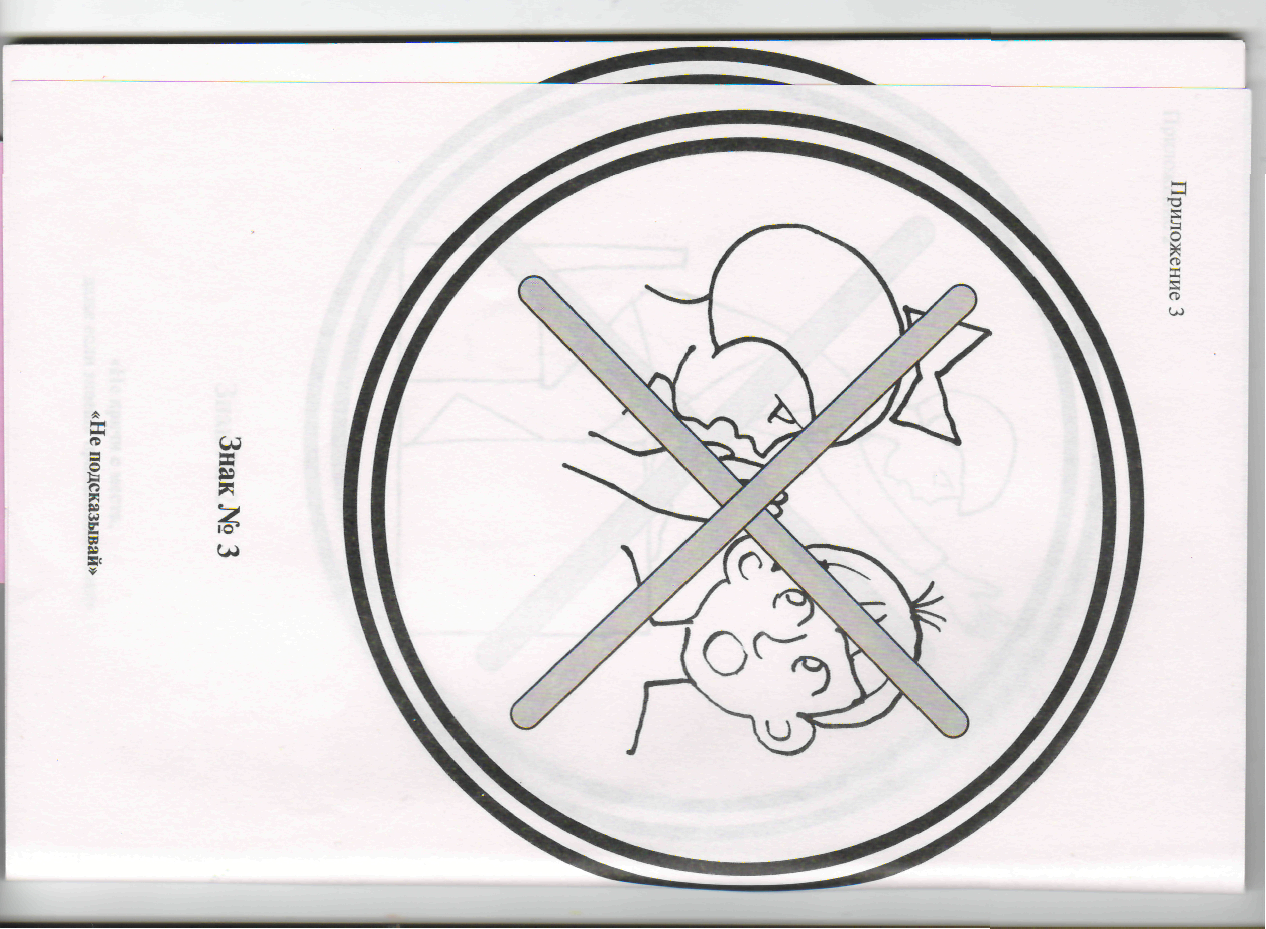 Приложение 3
Знак № 3
«Не подсказывай»